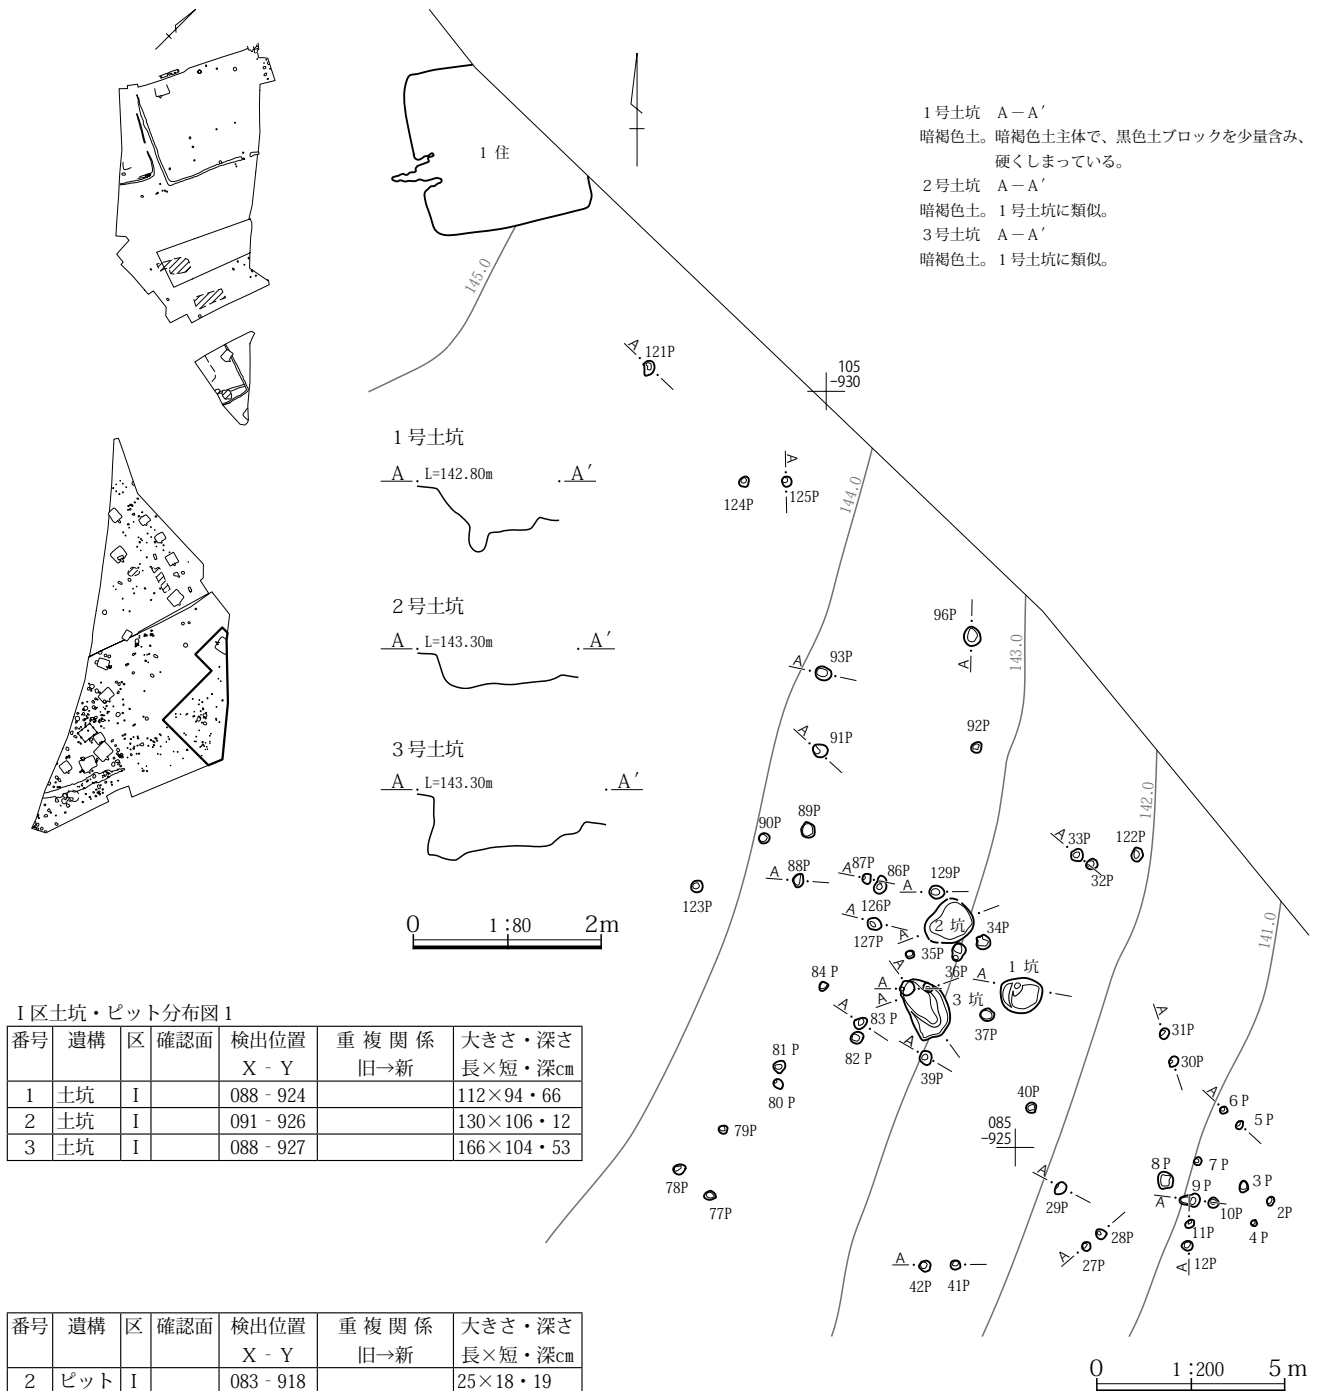 1号土坑 A－A′
暗褐色土。暗褐色土主体で、黒色土ブロックを少量含み、
硬くしまっている。
2号土坑 A－A′
暗褐色土。1号土坑に類似。
3号土坑 A－A′
暗褐色土。1号土坑に類似。
1 住
145.0
A 121P
105
-930
124P
A 125P
144.0
96P
A
143.0
A 93P
A 91P
92P
142.0
90P
89P
A 33P
32P
122P
A 88P
A 87P
86P
A 129P
123P
126P
A 127P
2 坑
A
34P
141.0
35P
36P
84 P
A
A
A
3 坑
A
1 坑
A
83 P
82 P
37P
A 39P
81 P
80 P
A 31P
30P
79P
40P
085
-925
A 6 P
5 P
78P
77P
A 29P
8 P
7 P
A 9P
3 P
10P
2P
11P
4 P
28P
A 27P
12P
A
A 42P
41P
1号土坑
A L=142.80m A′
2号土坑
A L=143.30m A′
3号土坑
A L=143.30m A′
0 1:80 2m
I区土坑・ピット分布図1
番号 遺構 区 確認面 検出位置 重複関係 大きさ・深さ
X - Y 旧→新 長×短・深cm
1 土坑 I 088 - 924 112×94・66
2 土坑 I 091 - 926 130×106・12
3 土坑 I 088 - 927 166×104・53
番号 遺構 区 確認面 検出位置 重複関係 大きさ・深さ
X - Y 旧→新 長×短・深cm
2 ピット I 083 - 918 25×18・19
0 1:200 5m